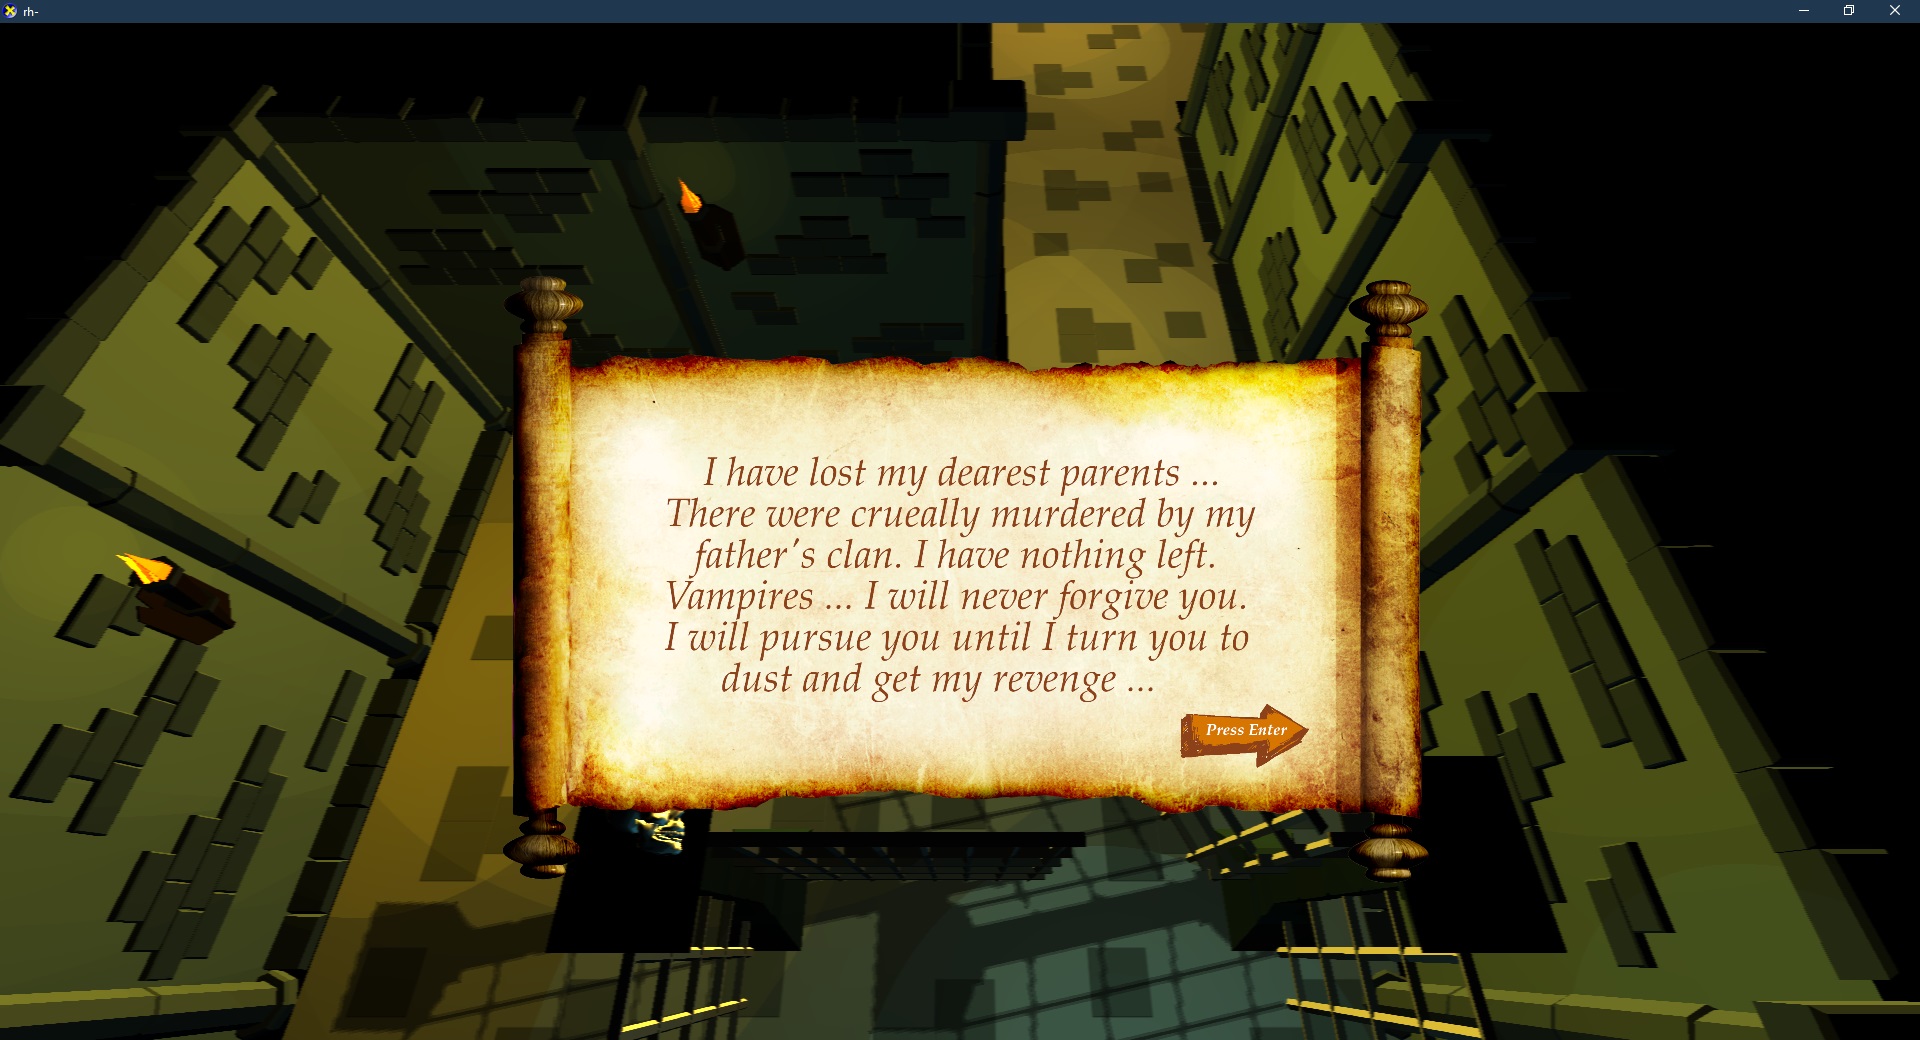 rh-
I have lost my dearest parents ...
There were crueally murdered by my
father's clan. I have nothing left.
Vampires ... I will never forgive you.
I will pursue you until I turn you to
dust and get my revenge ...
Press Enter